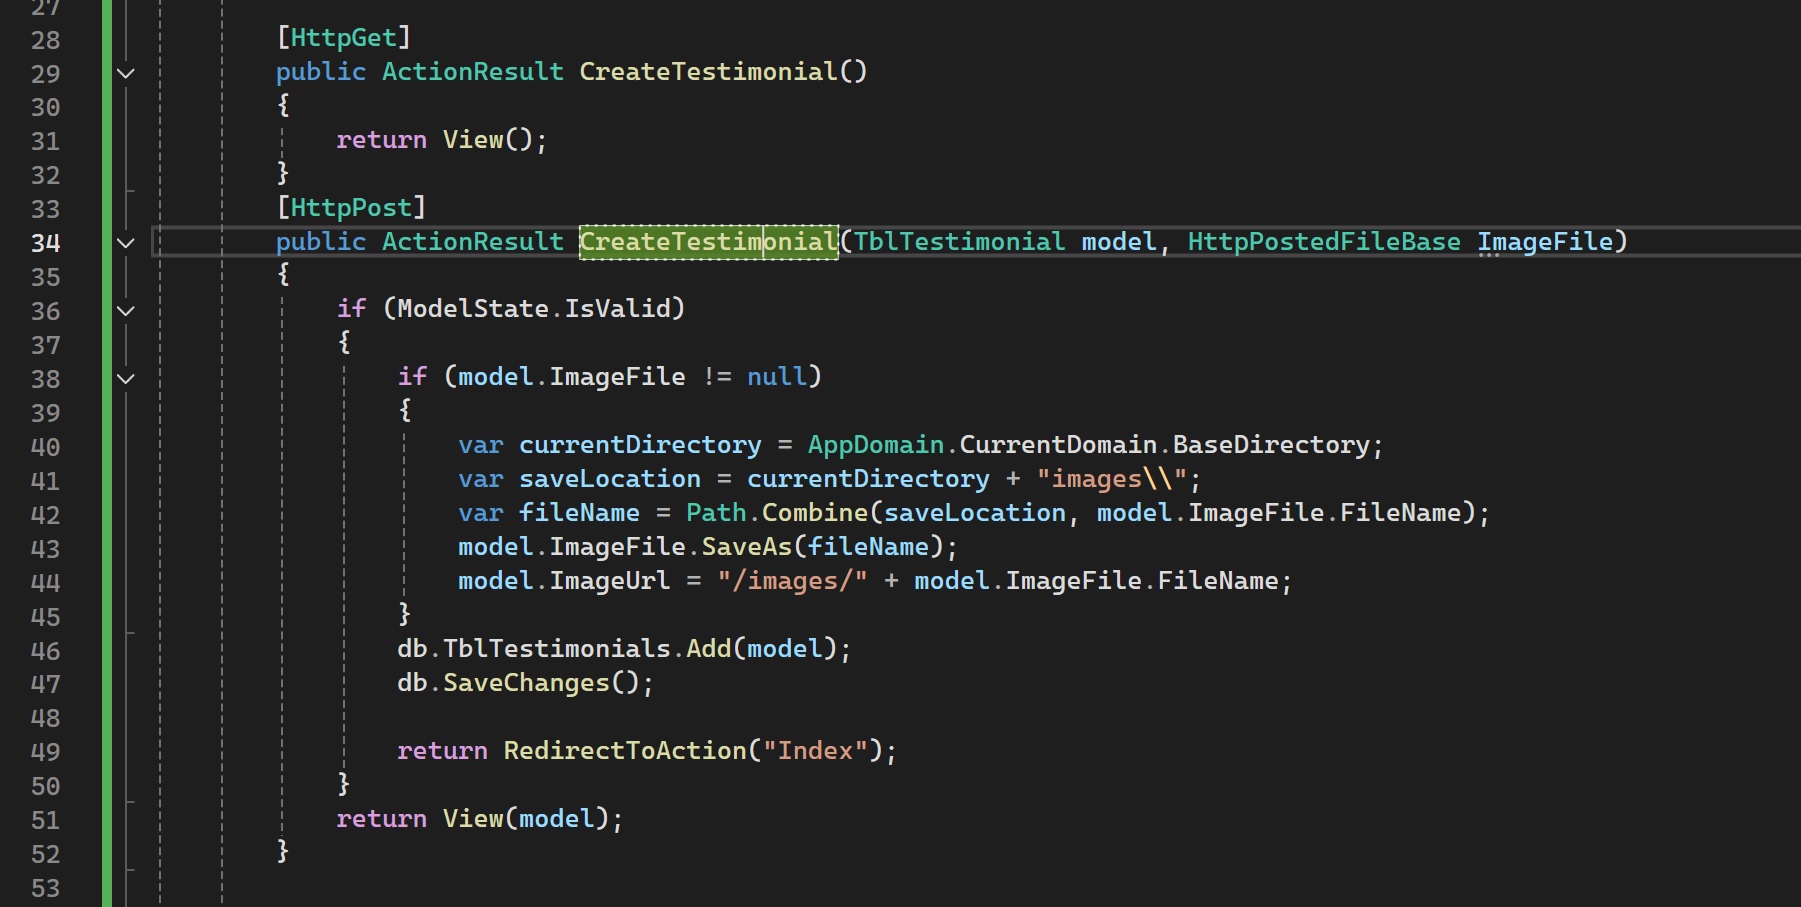 27
28 [HttpGet]
29 public ActionResult CreateTestimonial()
30 {
31 return View();
32 }
33 [HttpPost]
34 public ActionResult CreateTestimonial(TblTestimonial model, HttpPostedFileBase ImageFile)
35 {
36 if (ModelState.IsValid)
37 {
38 if (model.ImageFile != null)
39 {
40 var currentDirectory = AppDomain.CurrentDomain.BaseDirectory;
41 var saveLocation = currentDirectory + "images\\";
42 var fileName = Path.Combine(saveLocation, model.ImageFile.FileName);
43 model.ImageFile.SaveAs(fileName);
44 model.ImageUrl = "/images/" + model.ImageFile.FileName;
45 }
46 db.TblTestimonials.Add(model);
47 db.SaveChanges();
48
49 return RedirectToAction("Index");
50 }
51 return View(model);
52 }
53